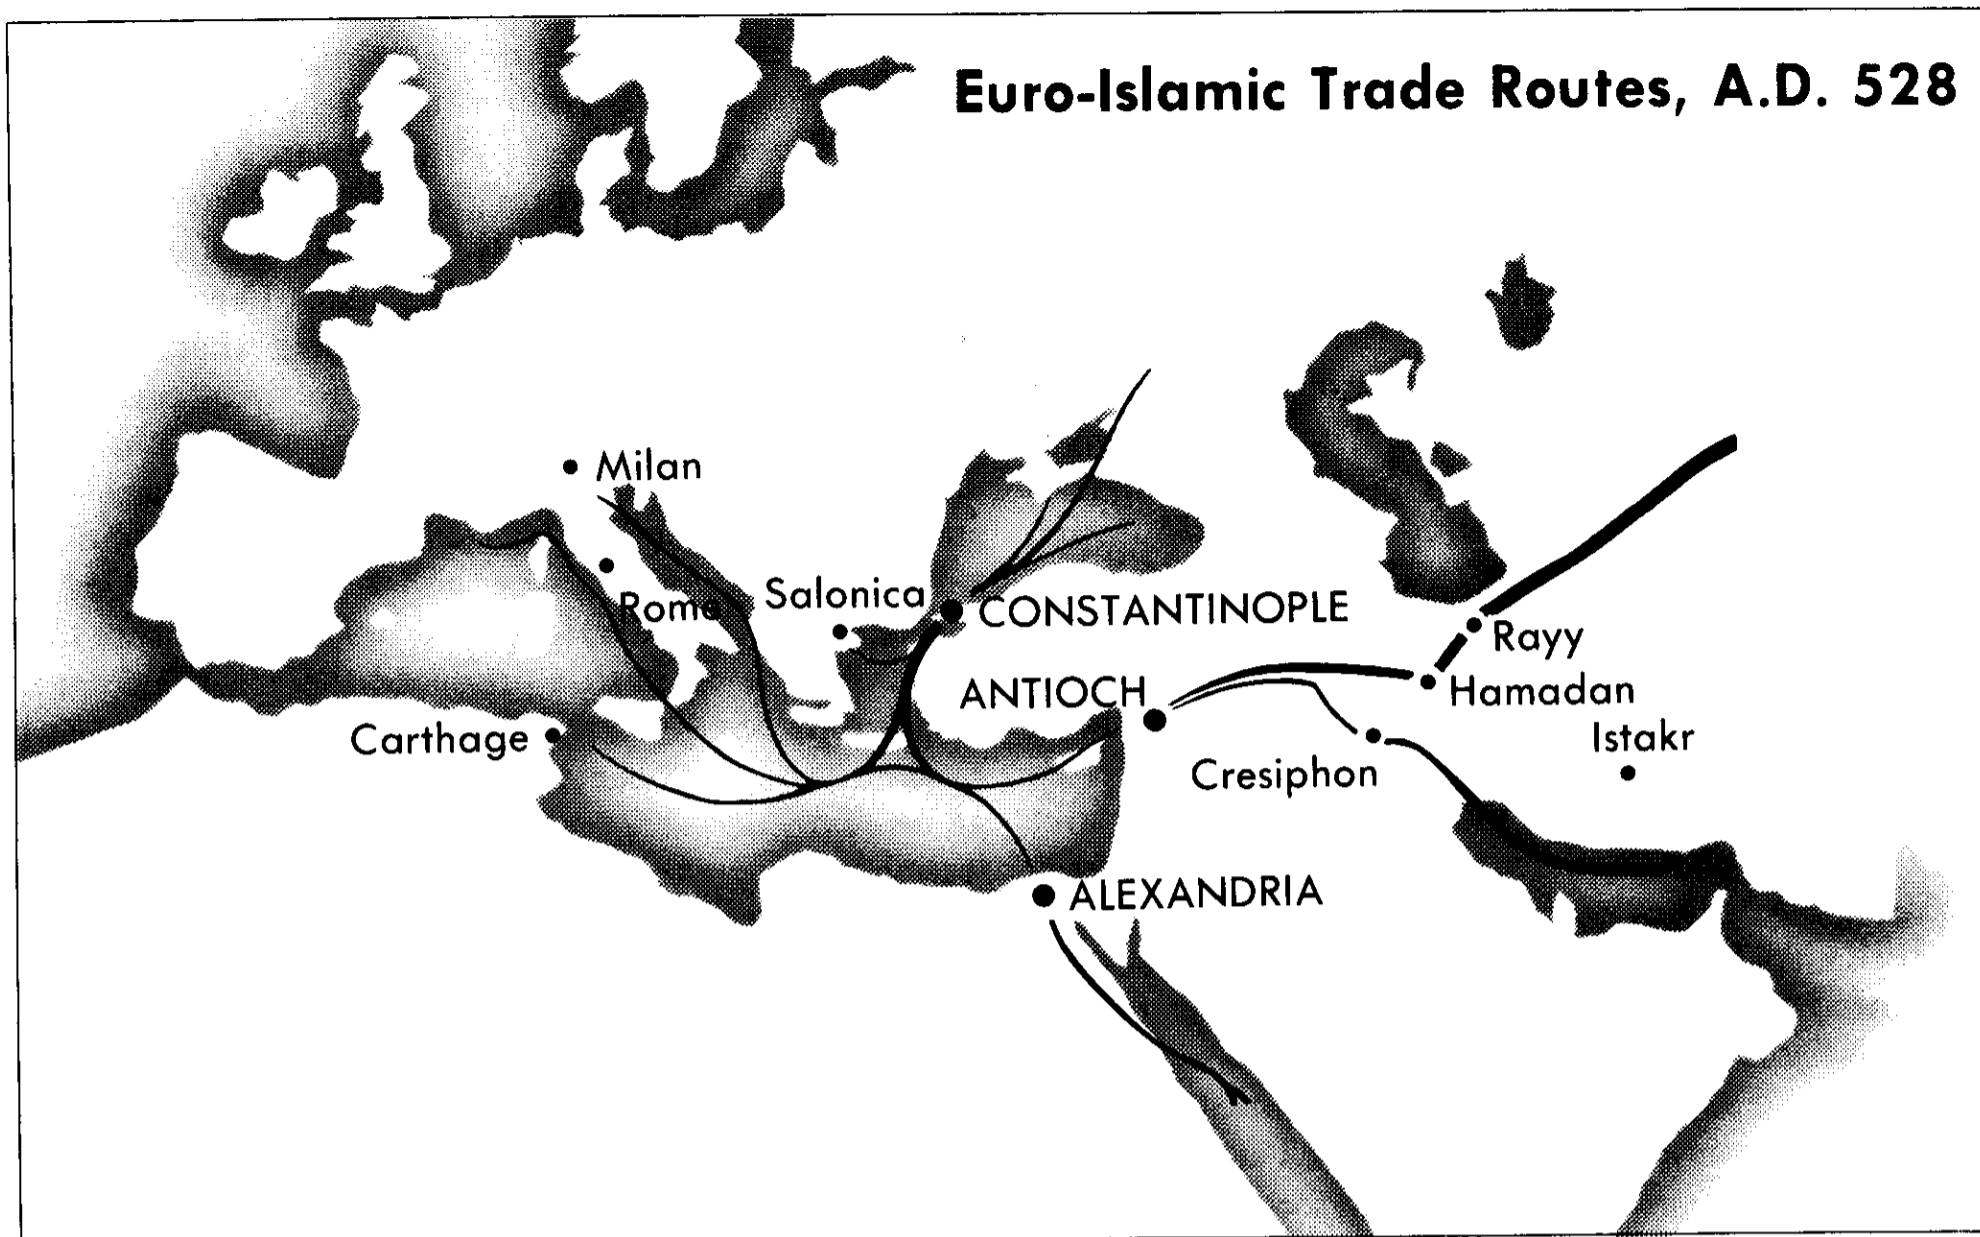 Euro-Islamic Trade Routes, A.D. 528
Milan
Rome
Salonica
CONSTANTINOPLE
Rayy
ANTIOCH
Hamadan
Carthage
Istakr
Cresiphon
ALEXANDRIA